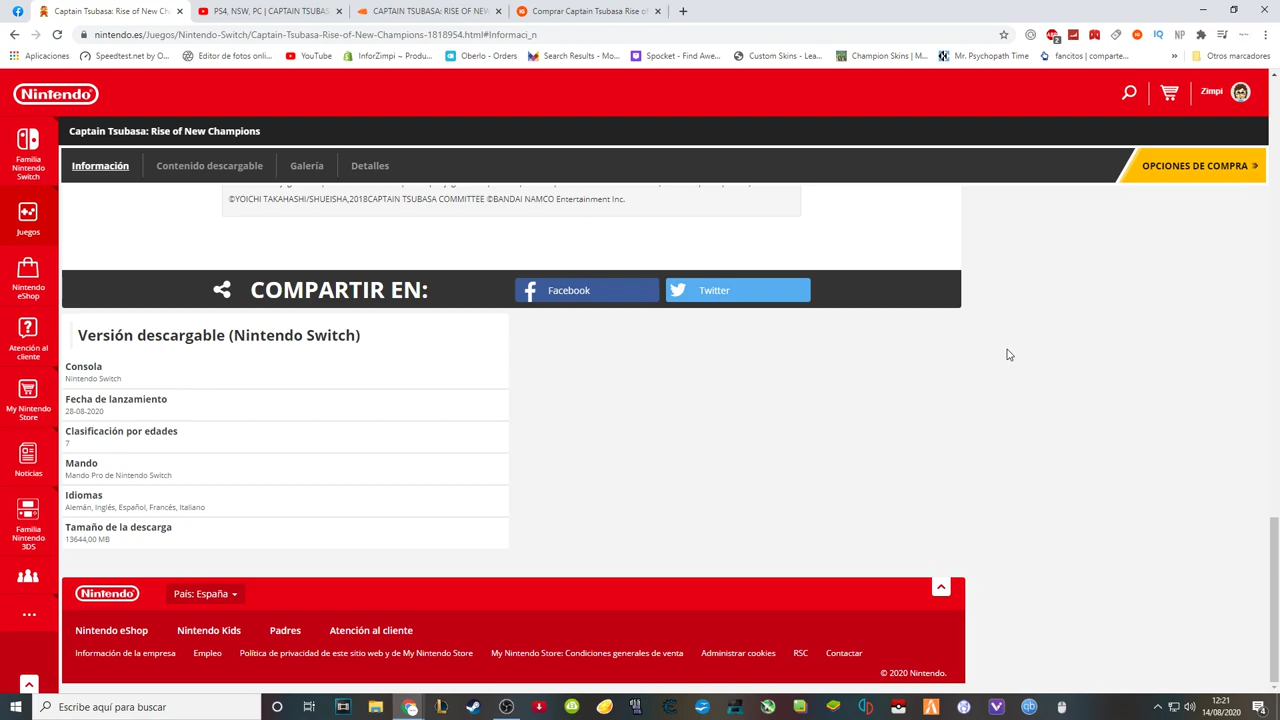 Captain Tsubasa: Rise of New Ch
PS4, NSW, PC | CAPTAIN TSUBAS
CAPTAIN TSUBASA: RISE OF NEW
Comprar Captain Tsubasa Rise of
nintendo.es/Juegos/Nintendo-Switch/Captain-Tsubasa-Rise-of-New-Champions-1818954.html#Informaci_n
Aplicaciones
Speedtest.net by O...
Editor de fotos onli...
YouTube
InforZimpi ~ Produ...
Oberlo - Orders
Search Results - Mo...
Spocket - Find Awe...
Custom Skins - Lea...
Champion Skins | M...
Mr. Psychopath Time
fancitos | comparte...
»
Otros marcadores
Nintendo
Zimpi
Captain Tsubasa: Rise of New Champions
Información
Contenido descargable
Galería
Detalles
OPCIONES DE COMPRA »
Familia
Nintendo
Switch
Juegos
Nintendo
eShop
Atención al
cliente
My Nintendo
Store
Noticias
Familia
Nintendo
3DS
...
©YOICHI TAKAHASHI/SHUEISHA,2018CAPTAIN TSUBASA COMMITTEE ©BANDAI NAMCO Entertainment Inc.
COMPARTIR EN:
Facebook
Twitter
Versión descargable (Nintendo Switch)
Consola
Nintendo Switch
Fecha de lanzamiento
28-08-2020
Clasificación por edades
7
Mando
Mando Pro de Nintendo Switch
Idiomas
Alemán, Inglés, Español, Francés, Italiano
Tamaño de la descarga
13644,00 MB
Nintendo
País: España
Nintendo eShop
Nintendo Kids
Padres
Atención al cliente
Información de la empresa
Empleo
Política de privacidad de este sitio web y de My Nintendo Store
My Nintendo Store: Condiciones generales de venta
Administrar cookies
RSC
Contactar
© 2020 Nintendo.
Escribe aquí para buscar
12:21
14/08/2020